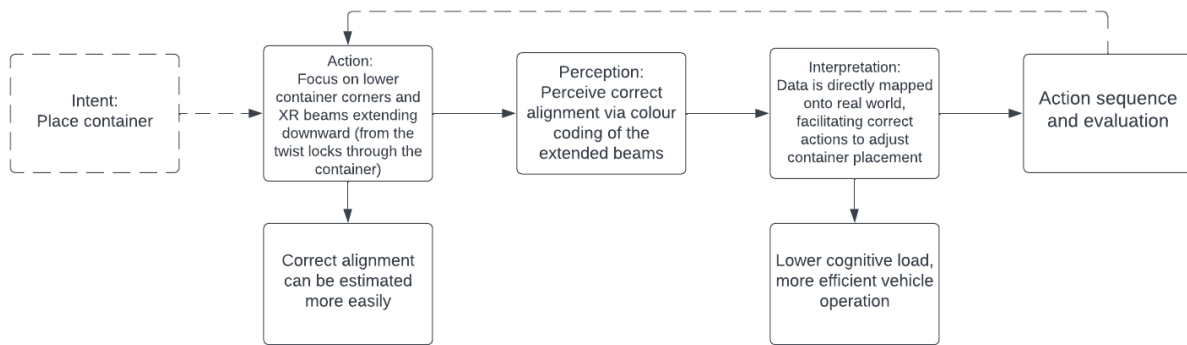 Intent:
Place container
Action:
Focus on lower
container corners and
XR beams extending
downward (from the
twist locks through the
container)
Perception:
Perceive correct
alignment via colour
coding of the
extended beams
Interpretation:
Data is directly mapped
onto real world,
facilitating correct
actions to adjust
container placement
Action sequence
and evaluation
Correct alignment
can be estimated
more easily
Lower cognitive load,
more efficient vehicle
operation